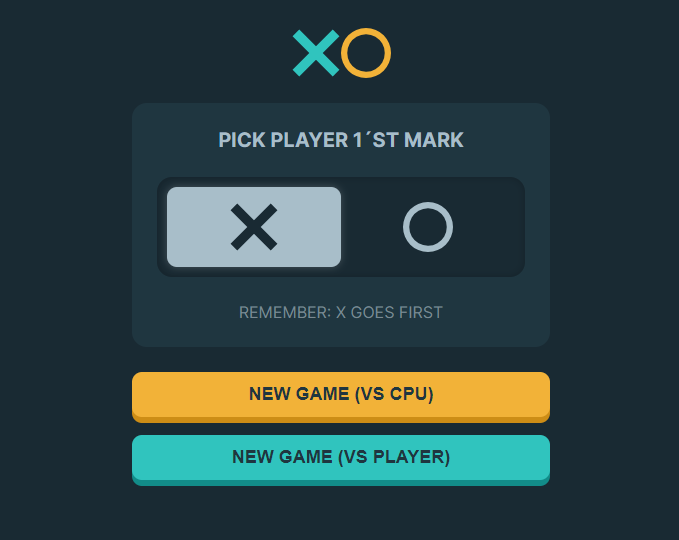 XO
PICK PLAYER 1´ST MARK
X O
REMEMBER: X GOES FIRST
NEW GAME (VS CPU)
NEW GAME (VS PLAYER)